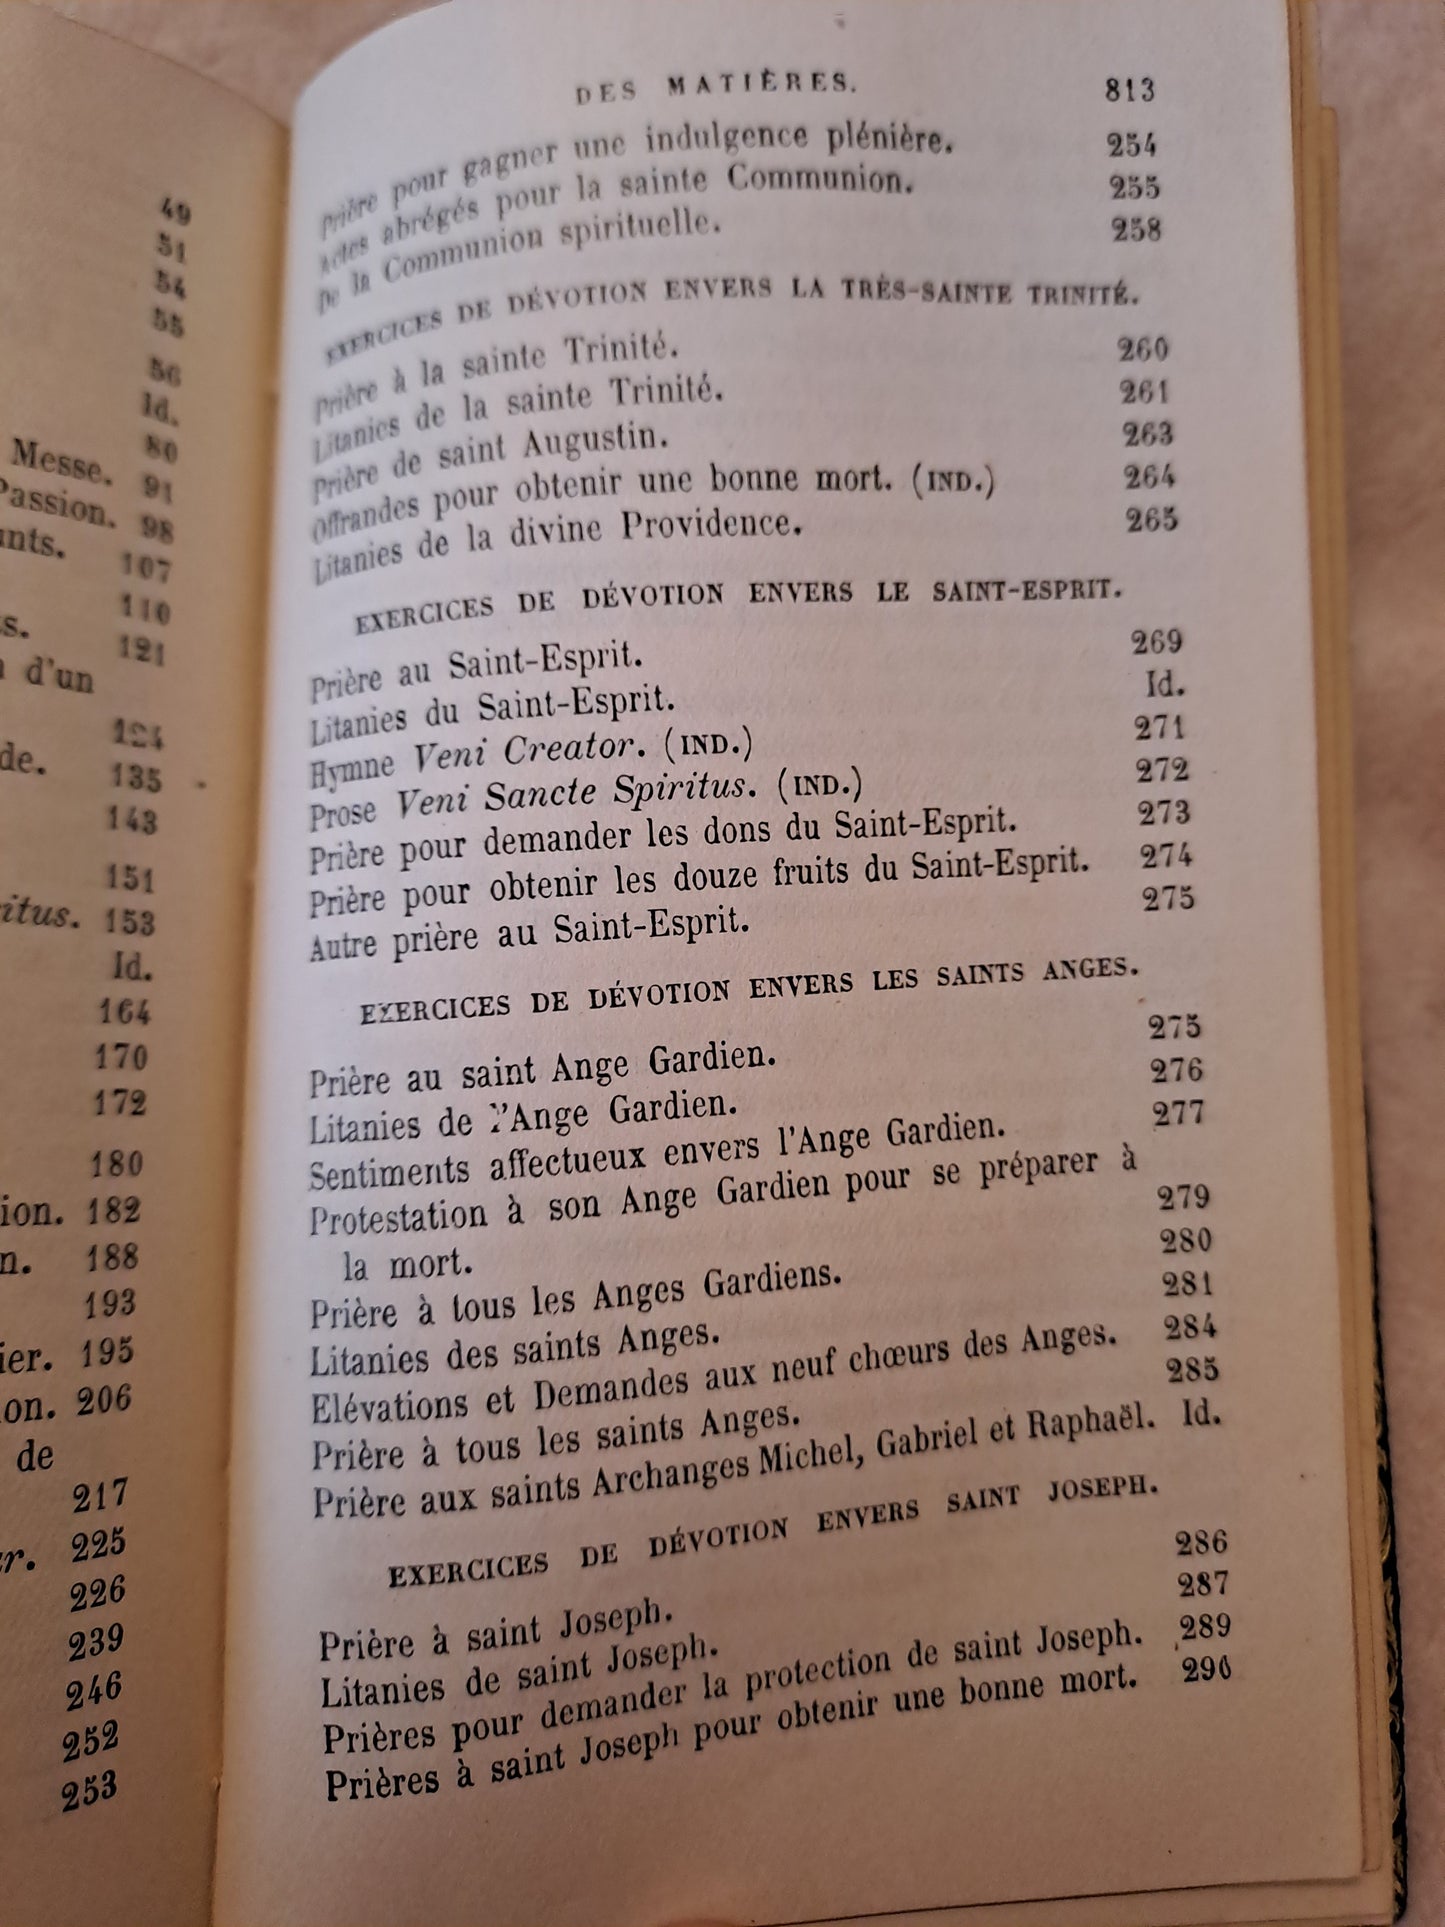 49
51
54
55
56
Id.
80
Messe. 91
Passion. 98
107
110
s. 121
d'un
124
de. 135
143
151
ritus. 153
Id.
164
170
172
180
ion. 182
n. 188
193
ier. 195
ion. 206
de
217
er. 225
226
239
246
252
253
DES MATIÈRES. 813
Prière pour gagner une indulgence plénière. 254
Actes abrégés pour la sainte Communion. 255
De la Communion spirituelle. 258
EXERCICES DE DÉVOTION ENVERS LA TRÈS-SAINTE TRINITÉ.
Prière à la sainte Trinité. 260
Litanies de la sainte Trinité. 261
Prière de saint Augustin. 263
Offrandes pour obtenir une bonne mort. (IND.) 264
Litanies de la divine Providence. 265
EXERCICES DE DÉVOTION ENVERS LE SAINT-ESPRIT.
Prière au Saint-Esprit. 269
Litanies du Saint-Esprit. Id.
Hymne Veni Creator. (IND.) 271
Prose Veni Sancte Spiritus. (IND.) 272
Prière pour demander les dons du Saint-Esprit. 273
Prière pour obtenir les douze fruits du Saint-Esprit. 274
Autre prière au Saint-Esprit. 275
EXERCICES DE DÉVOTION ENVERS LES SAINTS ANGES.
Prière au saint Ange Gardien. 275
Litanies de l'Ange Gardien. 276
Sentiments affectueux envers l'Ange Gardien. 277
Protestation à son Ange Gardien pour se préparer à
la mort. 279
Prière à tous les Anges Gardiens. 280
Litanies des saints Anges. 281
Elévations et Demandes aux neuf chœurs des Anges. 284
Prière à tous les saints Anges. 285
Prière aux saints Archanges Michel, Gabriel et Raphaël. Id.
EXERCICES DE DÉVOTION ENVERS SAINT JOSEPH.
Prière à saint Joseph. 286
Litanies de saint Joseph. 287
Prières pour demander la protection de saint Joseph. 289
Prières à saint Joseph pour obtenir une bonne mort. 290